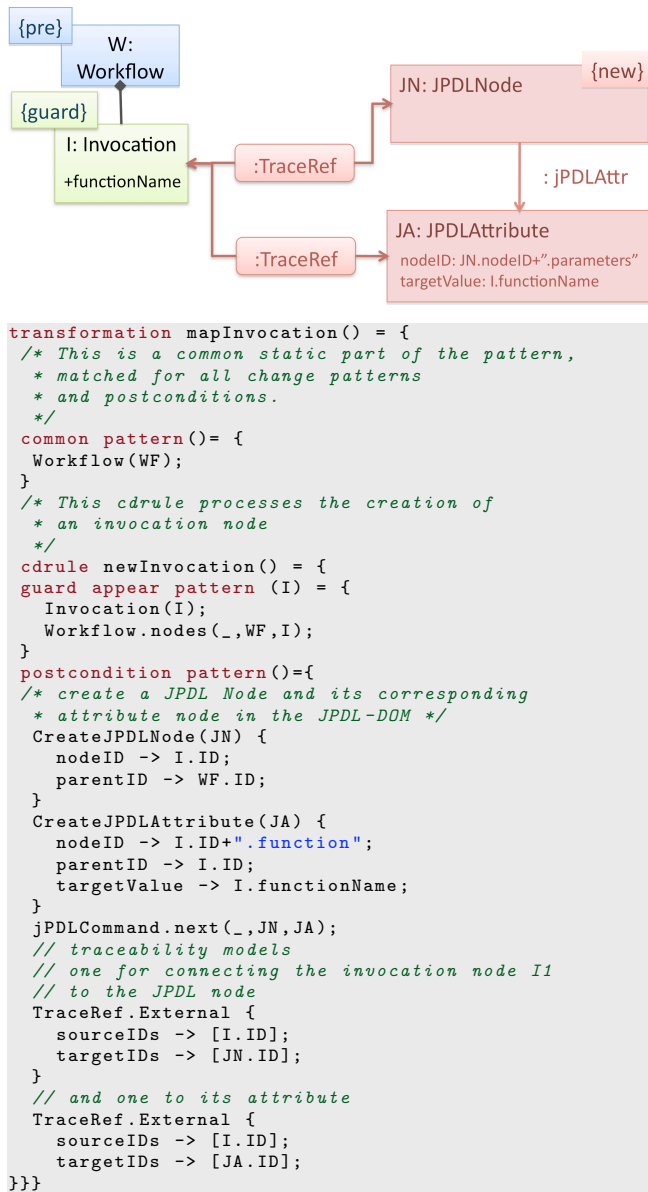 {pre}
W:
Workflow
{guard}
I: Invocation
+functionName
:TraceRef
:TraceRef
JN: JPDLNode
{new}
: jPDLAttr
JA: JPDLAttribute
nodeID: JN.nodeID+”.parameters”
targetValue: I.functionName
transformation mapInvocation() = {
/* This is a common static part of the pattern,
* matched for all change patterns
* and postconditions.
*/
common pattern()= {
Workflow(WF);
}
/* This cdrule processes the creation of
* an invocation node
*/
cdrule newInvocation() = {
guard appear pattern (I) = {
Invocation(I);
Workflow.nodes(_,WF,I);
}
postcondition pattern()={
/* create a JPDL Node and its corresponding
* attribute node in the JPDL-DOM */
CreateJPDLNode(JN) {
nodeID -> I.ID;
parentID -> WF.ID;
}
CreateJPDLAttribute(JA) {
nodeID -> I.ID+".function";
parentID -> I.ID;
targetValue -> I.functionName;
}
jPDLCommand.next(_,JN,JA);
// traceability models
// one for connecting the invocation node I1
// to the JPDL node
TraceRef.External {
sourceIDs -> [I.ID];
targetIDs -> [JN.ID];
}
// and one to its attribute
TraceRef.External {
sourceIDs -> [I.ID];
targetIDs -> [JA.ID];
}}}